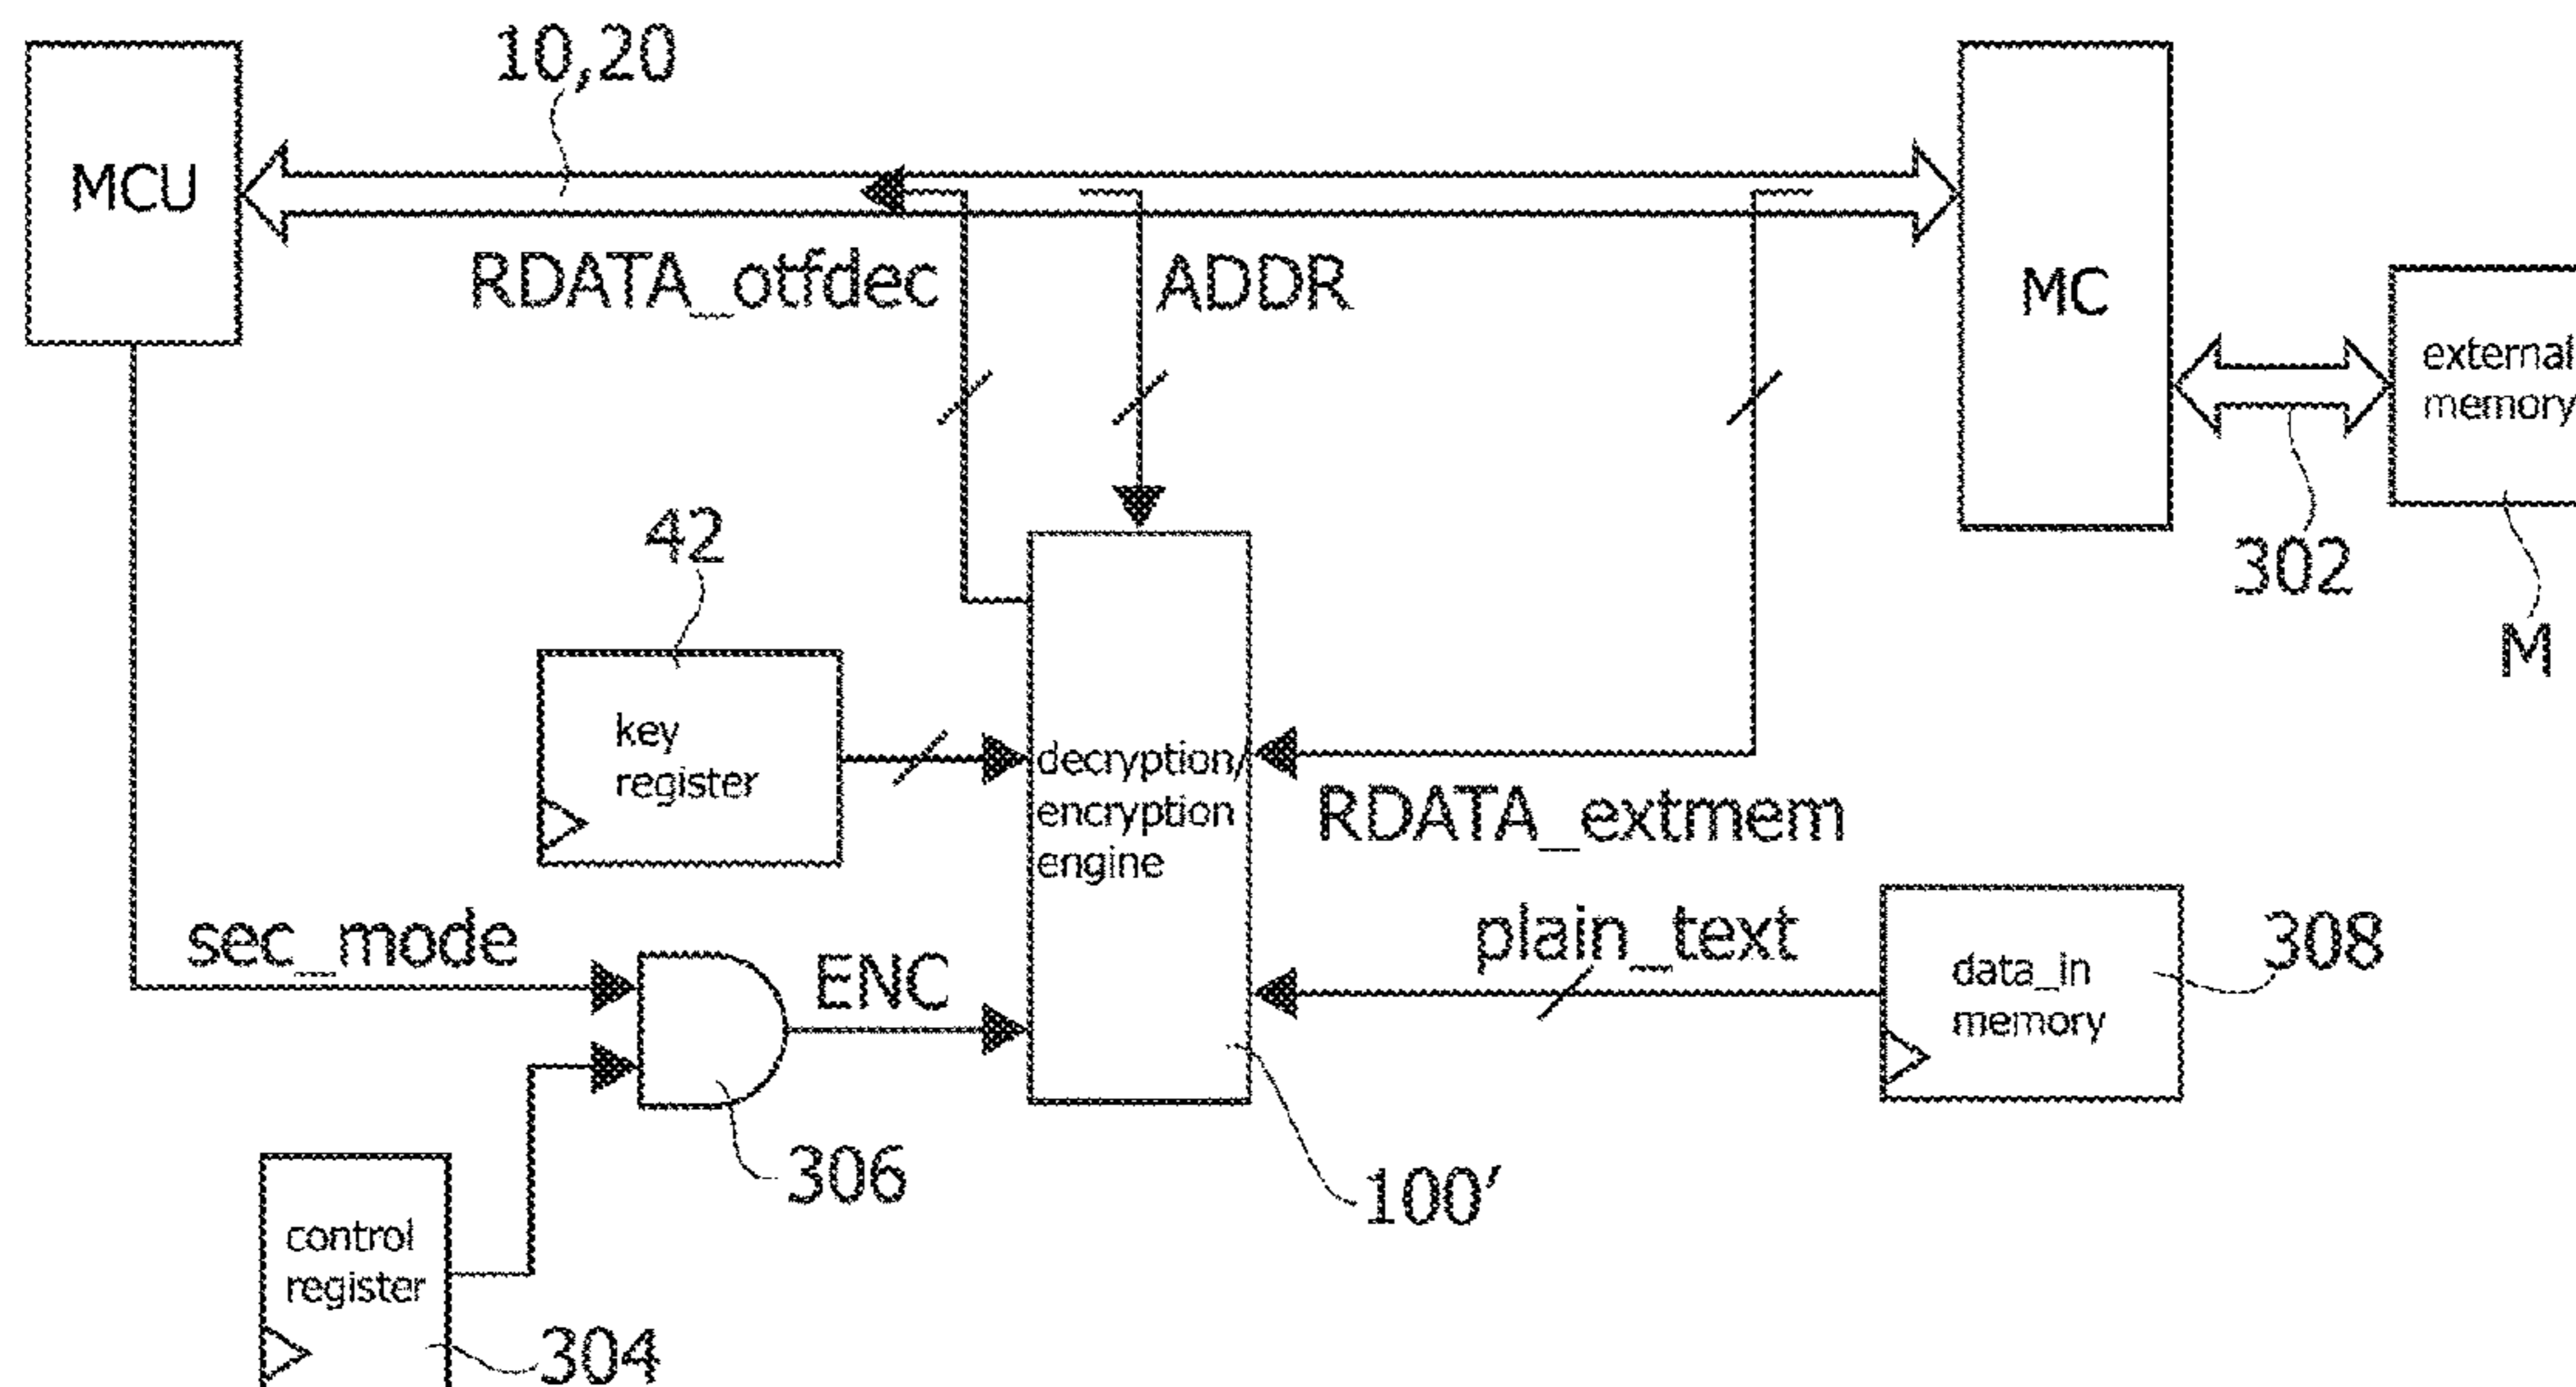 10,20
MCU
RDATA_otfdec
ADDR
MC
external
memory
302
M
42
key
register
decryption/
encryption
engine
RDATA_extmem
sec_mode
ENC
plain_text
data_in
memory
308
306
100'
control
register
304